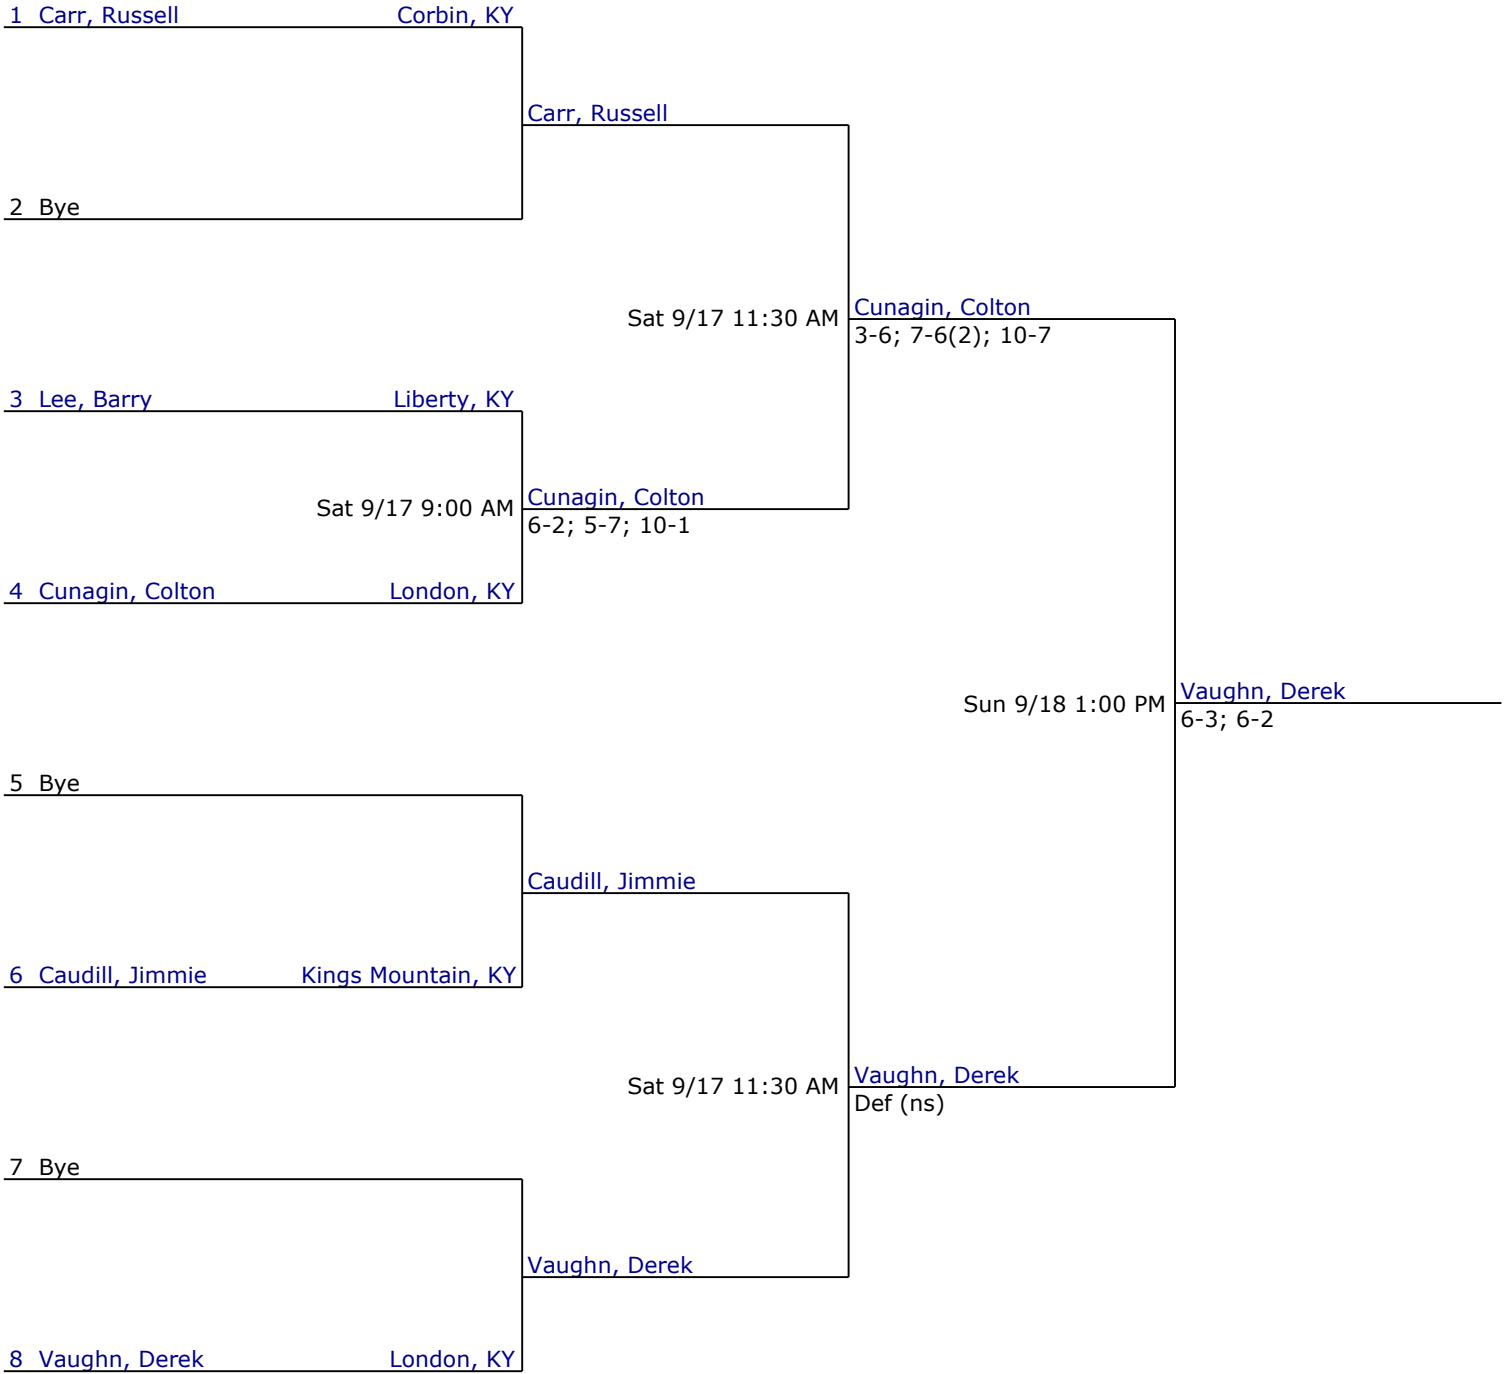 1 Carr, Russell Corbin, KY
Carr, Russell
2 Bye
Sat 9/17 11:30 AM
Cunagin, Colton
3-6; 7-6(2); 10-7
3 Lee, Barry Liberty, KY
Sat 9/17 9:00 AM
Cunagin, Colton
6-2; 5-7; 10-1
4 Cunagin, Colton London, KY
Sun 9/18 1:00 PM
Vaughn, Derek
6-3; 6-2
5 Bye
Caudill, Jimmie
6 Caudill, Jimmie Kings Mountain, KY
Sat 9/17 11:30 AM
Vaughn, Derek
Def (ns)
7 Bye
Vaughn, Derek
8 Vaughn, Derek London, KY